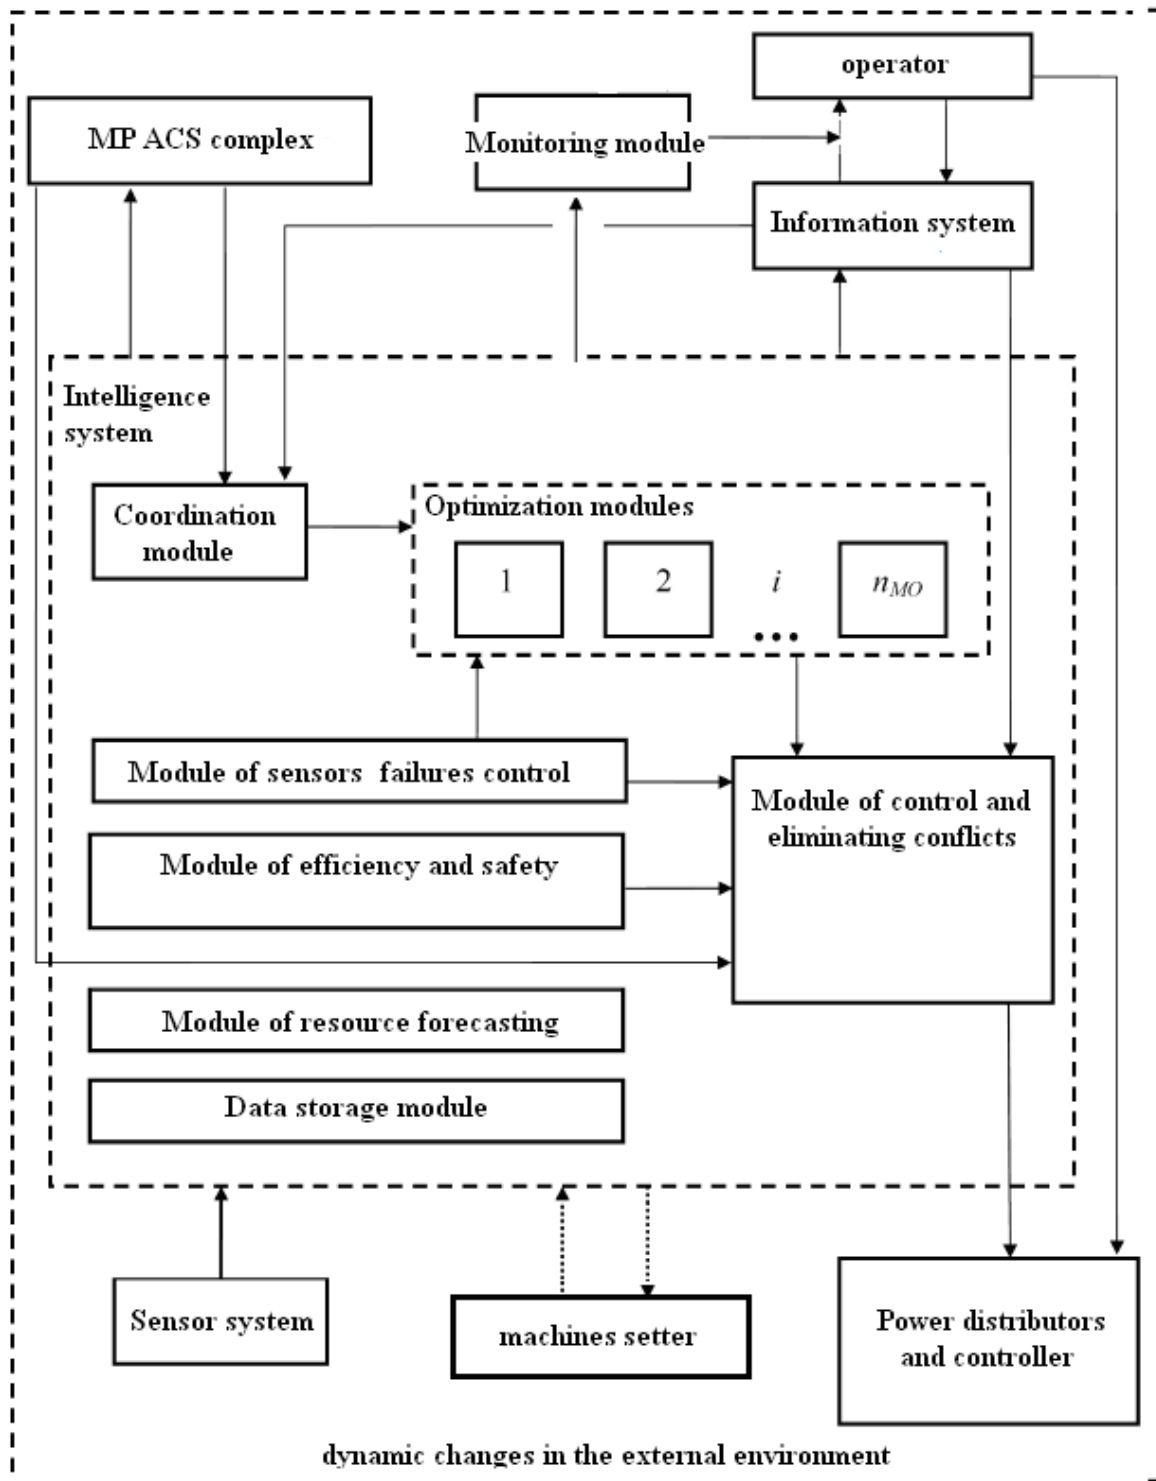 operator
MP ACS complex
Monitoring module
Information system
Intelligence
system
Coordination
module
Optimization modules
1
2
i
...
n_MO
Module of sensors failures control
Module of control and
eliminating conflicts
Module of efficiency and safety
Module of resource forecasting
Data storage module
Sensor system
machines setter
Power distributors
and controller
dynamic changes in the external environment